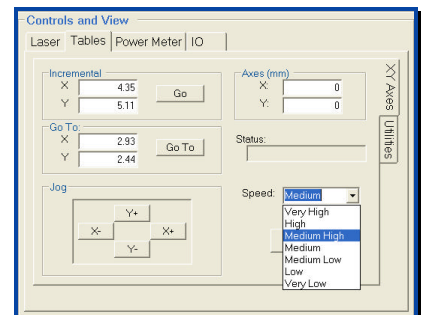 Controls and View
Laser Tables Power Meter IO
Incremental
X 4.35
Y 5.11
Go
Axes (mm)
X: 0
Y: 0
XY Axes
Utilities
Go To:
X 2.93
Y 2.44
Go To
Status:
Jog
Y+
X- X+
Y-
Speed: Medium
Very High
High
Medium High
Medium
Medium Low
Low
Very Low